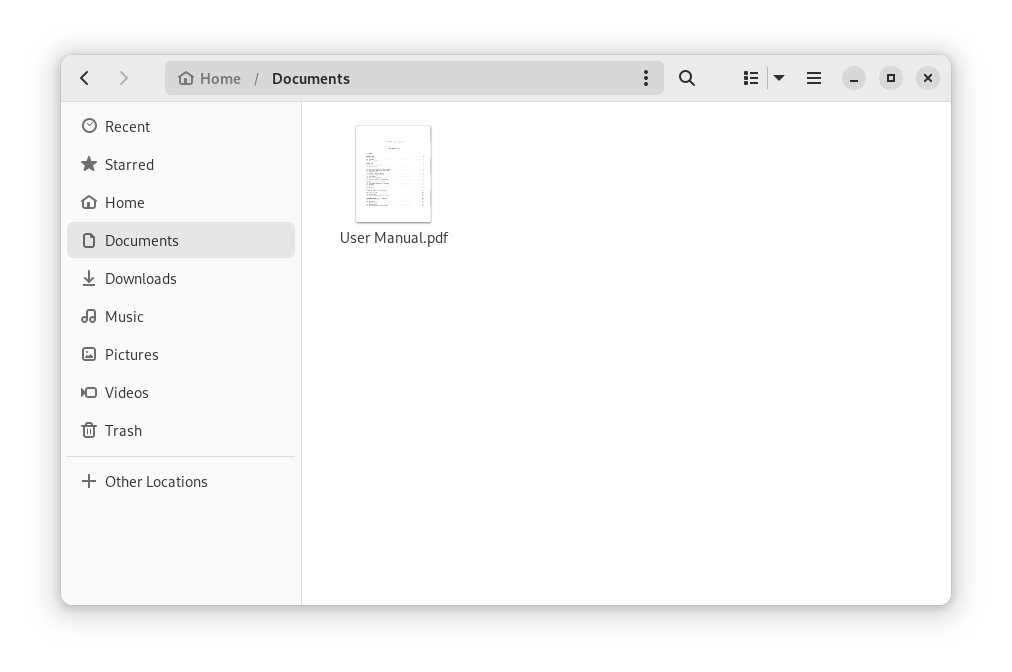 Home / Documents
Recent
Starred
Home
Documents
Downloads
Music
Pictures
Videos
Trash
Other Locations
User Manual.pdf